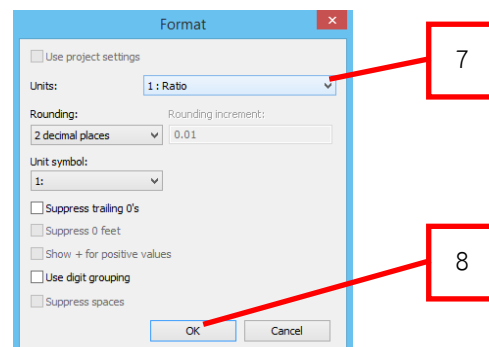 Format
Use project settings
Units: 1 : Ratio
Rounding: Rounding increment:
2 decimal places 0.01
Unit symbol:
1:
Suppress trailing 0's
Suppress 0 feet
Show + for positive values
Use digit grouping
Suppress spaces
OK Cancel
7
8